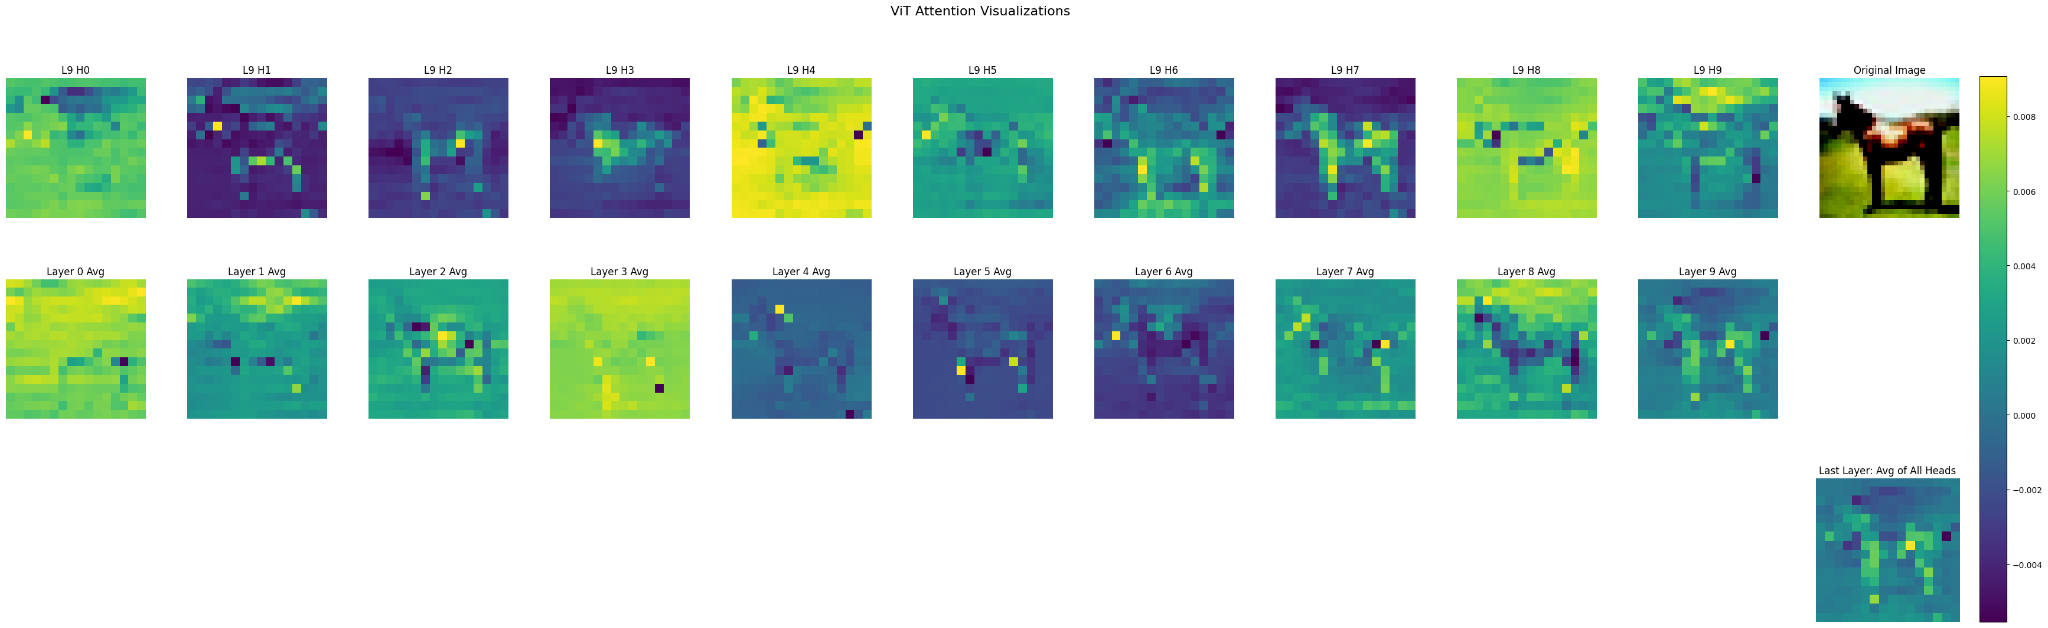 ViT Attention Visualizations
L9 H0 L9 H1 L9 H2 L9 H3 L9 H4 L9 H5 L9 H6 L9 H7 L9 H8 L9 H9 Original Image
0.008
0.006
0.004
0.002
0.000
−0.002
−0.004
Layer 0 Avg Layer 1 Avg Layer 2 Avg Layer 3 Avg Layer 4 Avg Layer 5 Avg Layer 6 Avg Layer 7 Avg Layer 8 Avg Layer 9 Avg
Last Layer: Avg of All Heads